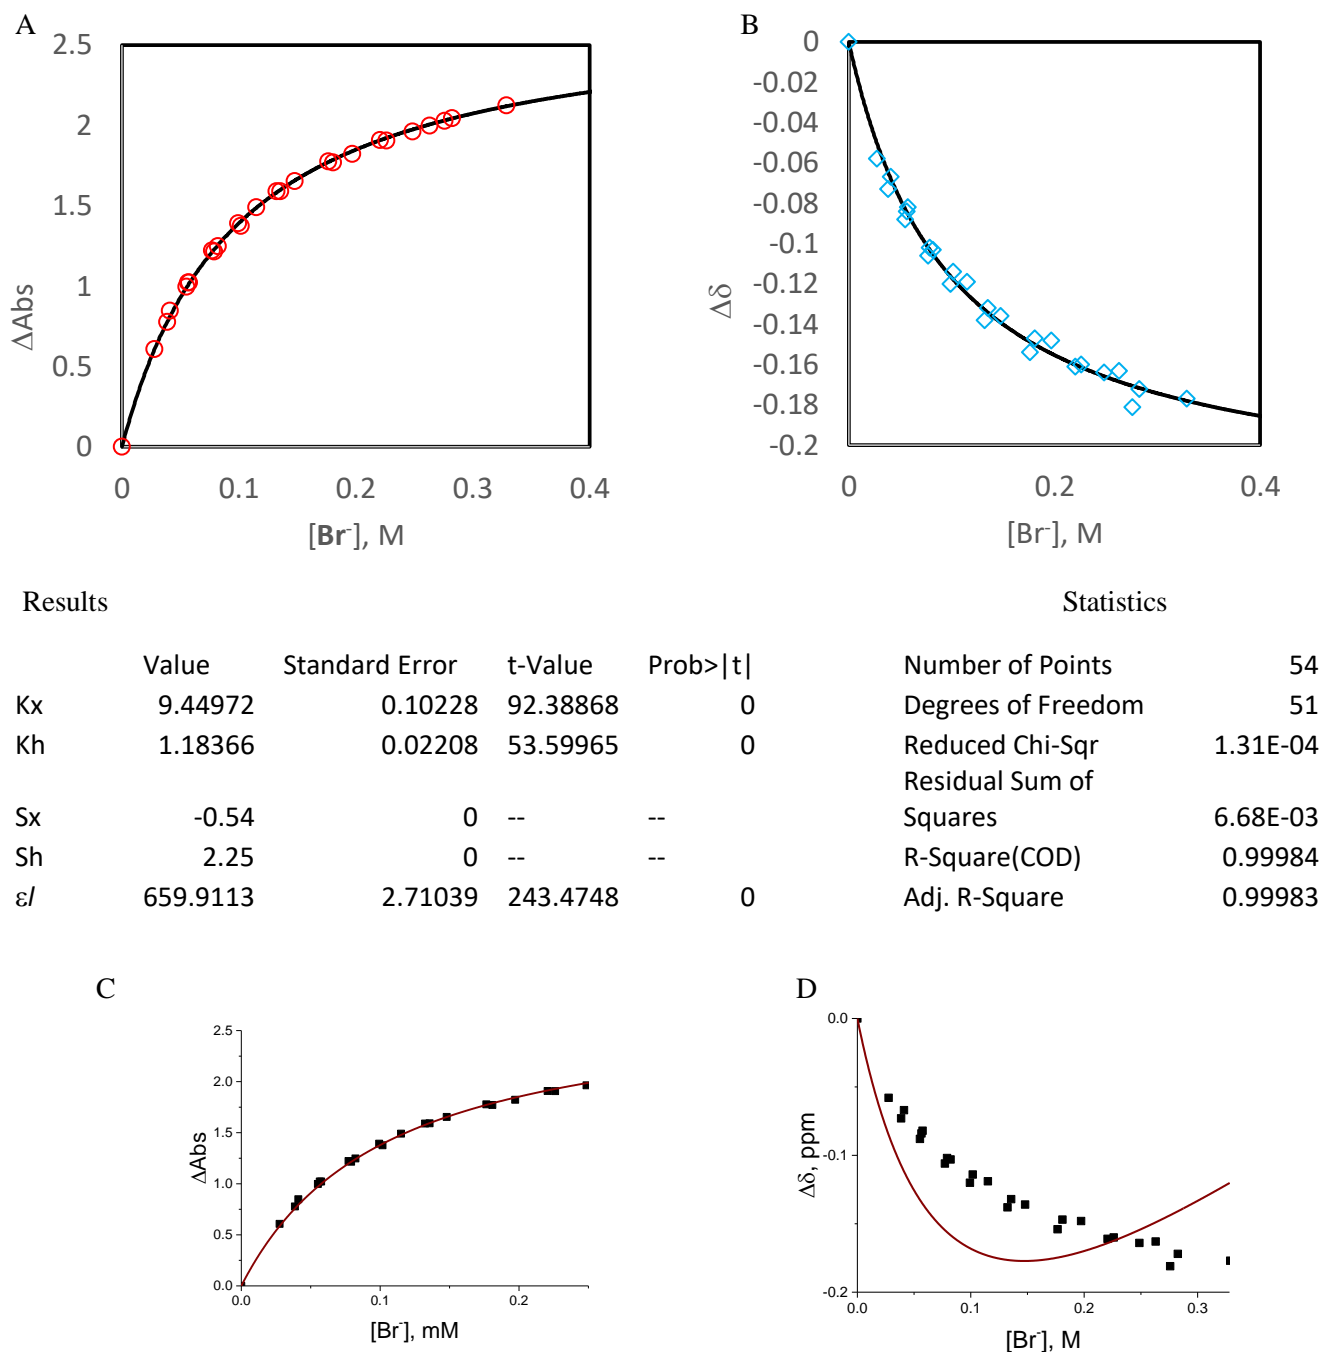 A
B
2.5
2
1.5
1
0.5
0
ΔAbs
0 0.1 0.2 0.3 0.4
[Br⁻], M
0
-0.02
-0.04
-0.06
-0.08
-0.1
-0.12
-0.14
-0.16
-0.18
-0.2
Δδ
0 0.2 0.4
[Br⁻], M
Results
Statistics
Value Standard Error t-Value Prob>|t|
Kx 9.44972 0.10228 92.38868 0
Kh 1.18366 0.02208 53.59965 0
Sx -0.54 0 -- --
Sh 2.25 0 -- --
εl 659.9113 2.71039 243.4748 0
Number of Points 54
Degrees of Freedom 51
Reduced Chi-Sqr 1.31E-04
Residual Sum of
Squares 6.68E-03
R-Square(COD) 0.99984
Adj. R-Square 0.99983
C
D
2.5
2.0
1.5
1.0
0.5
0.0
ΔAbs
0.0 0.1 0.2
[Br⁻], mM
0.0
-0.1
-0.2
Δδ, ppm
0.0 0.1 0.2 0.3
[Br⁻], M